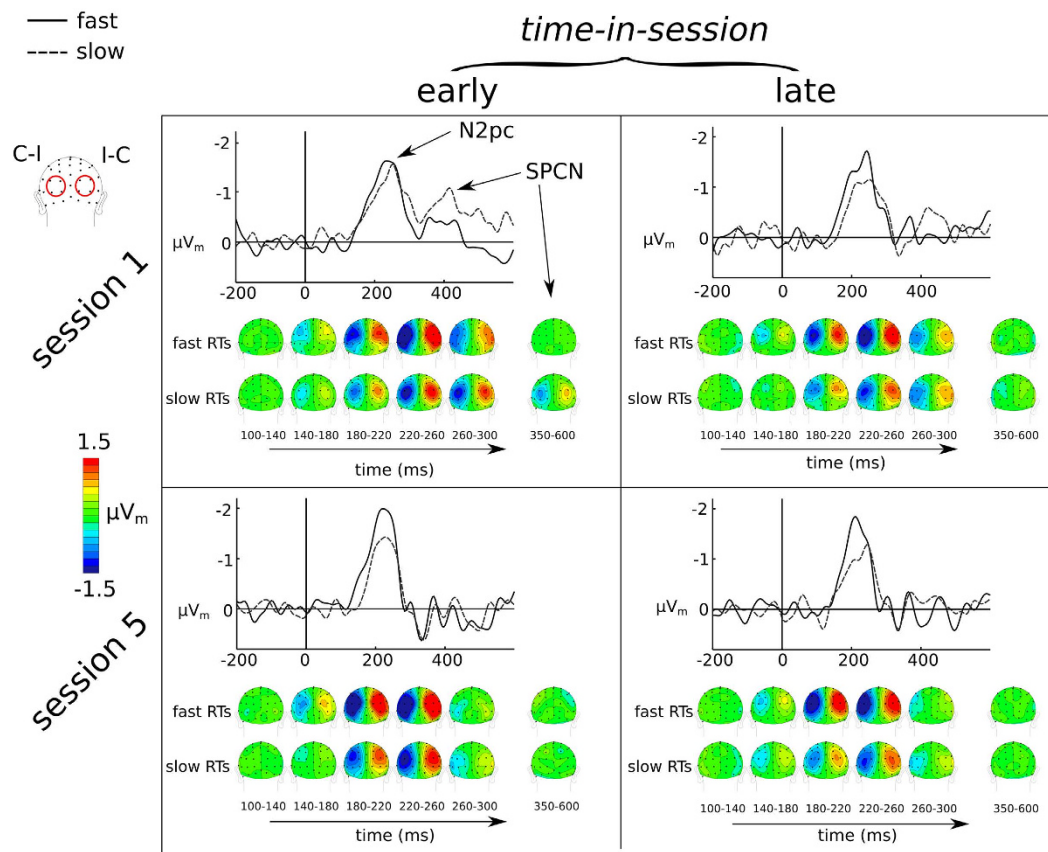 fast
slow
time-in-session
early
late
C-I
I-C
session 1
-2
-1
0
µVm
-200
0
200
400
N2pc
SPCN
fast RTs
slow RTs
100-140 140-180 180-220 220-260 260-300 350-600
time (ms)
-2
-1
0
µVm
-200
0
200
400
fast RTs
slow RTs
100-140 140-180 180-220 220-260 260-300 350-600
time (ms)
1.5
µVm
-1.5
session 5
-2
-1
0
µVm
-200
0
200
400
fast RTs
slow RTs
100-140 140-180 180-220 220-260 260-300 350-600
time (ms)
-2
-1
0
µVm
-200
0
200
400
fast RTs
slow RTs
100-140 140-180 180-220 220-260 260-300 350-600
time (ms)